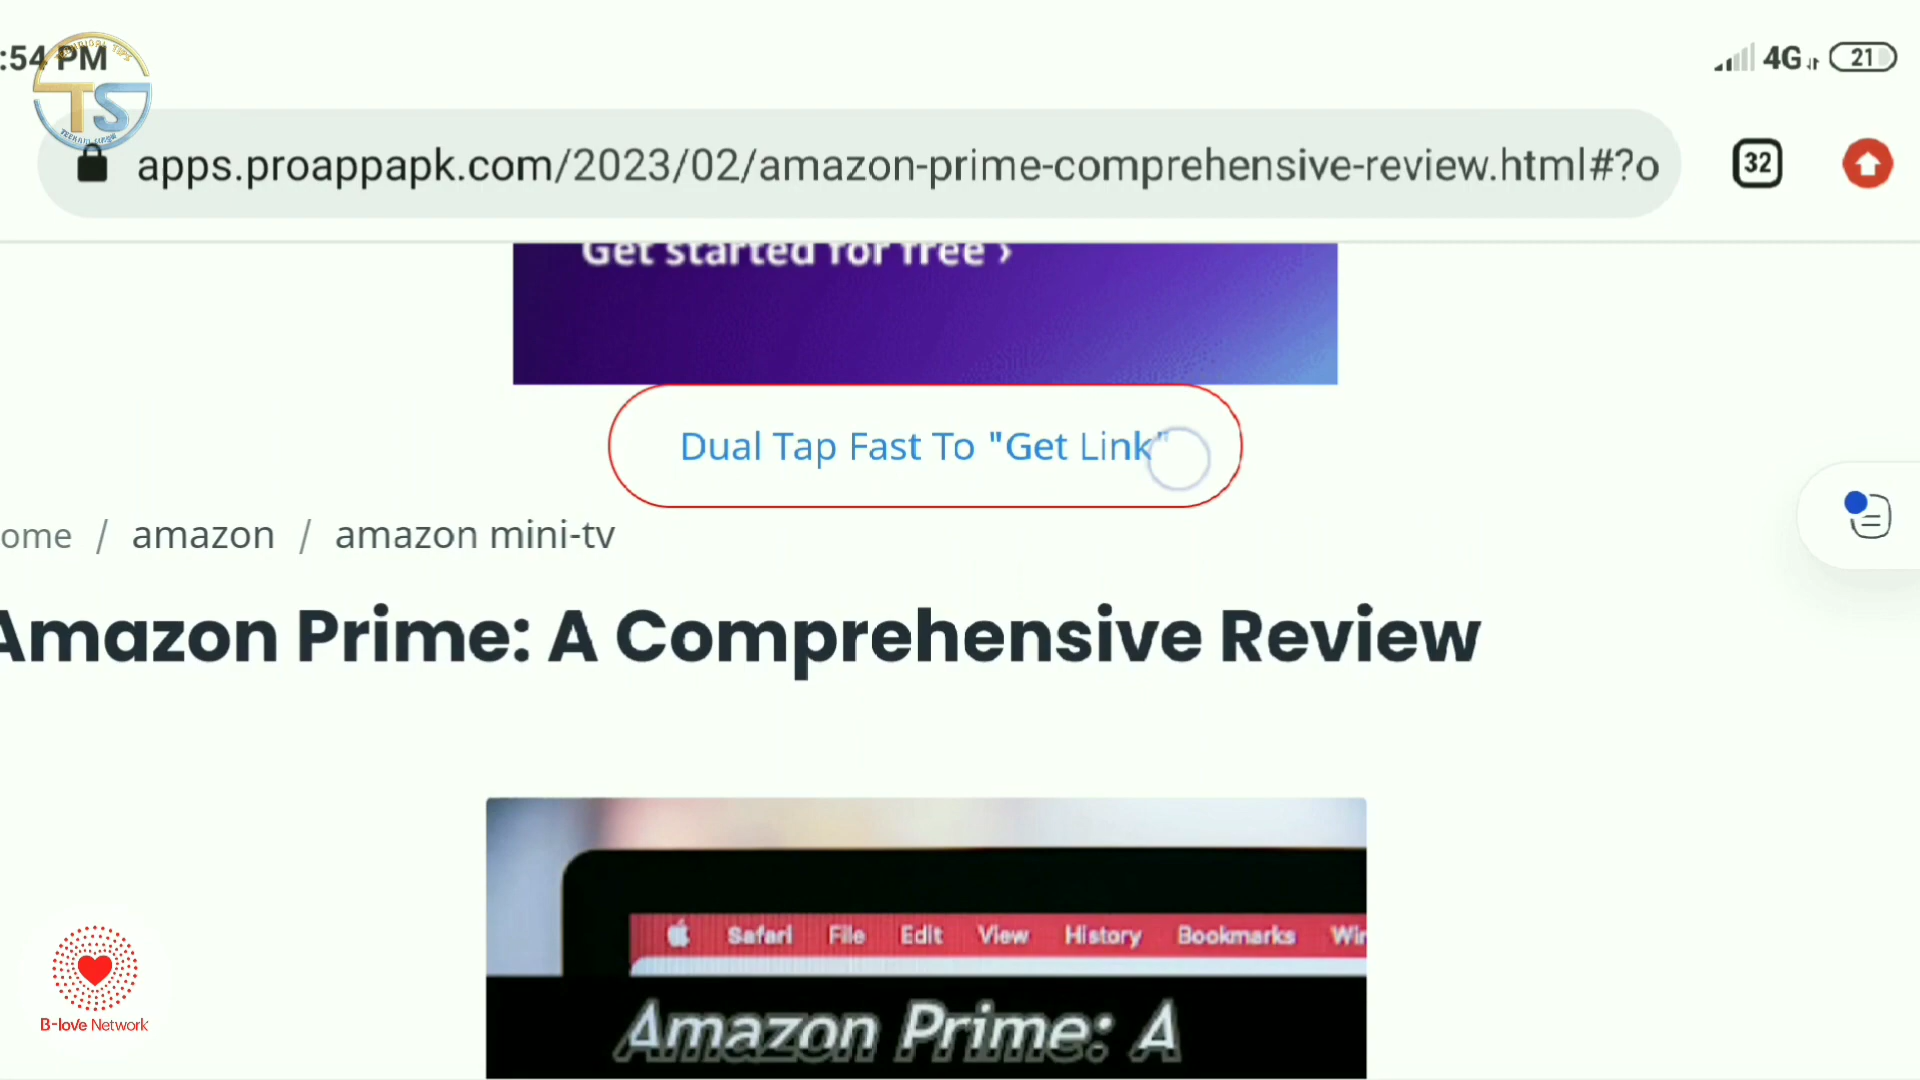 :54 PM
4G
21
TS
apps.proappapk.com/2023/02/amazon-prime-comprehensive-review.html#?o
32
Get started for free ›
Dual Tap Fast To "Get Link"
ome / amazon / amazon mini-tv
Amazon Prime: A Comprehensive Review
Safari File Edit View History Bookmarks Wir
Amazon Prime: A
B-love Network